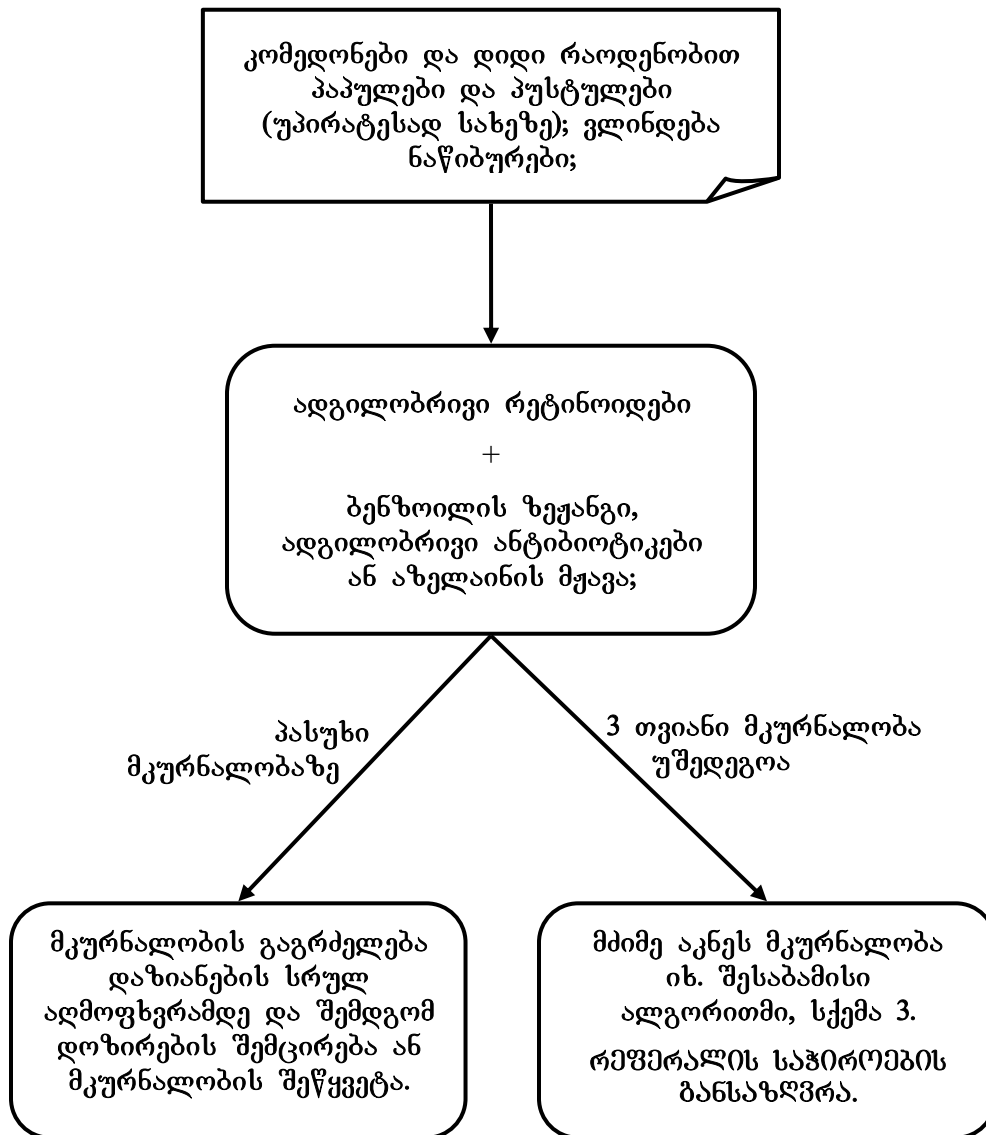 კომედონები და დიდი რაოდენობით
პაპულები და პუსტულები
(უპირატესად სახეზე); ვლინდება
ნაწიბურები;
ადგილობრივი რეტინოიდები
+
ბენზოილის ზეჟანგი,
ადგილობრივი ანტიბიოტიკები
ან აზელაინის მჟავა;
პასუხი
მკურნალობაზე
3 თვიანი მკურნალობა
უშედეგოა
მკურნალობის გაგრძელება
დაზიანების სრულ
აღმოფხვრამდე და შემდგომ
დოზირების შემცირება ან
მკურნალობის შეწყვეტა.
მძიმე აკნეს მკურნალობა
იხ. შესაბამისი
ალგორითმი, სქემა 3.
რეფერალის საჭიროების
განსაზღვრა.